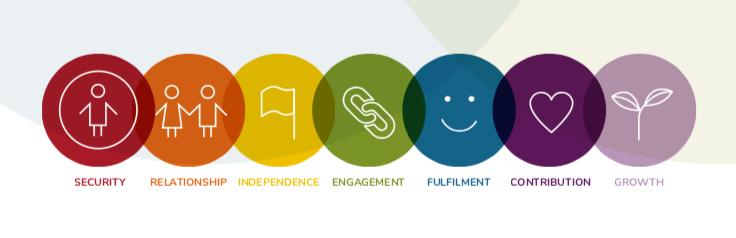 SECURITY RELATIONSHIP INDEPENDENCE ENGAGEMENT FULFILMENT CONTRIBUTION GROWTH